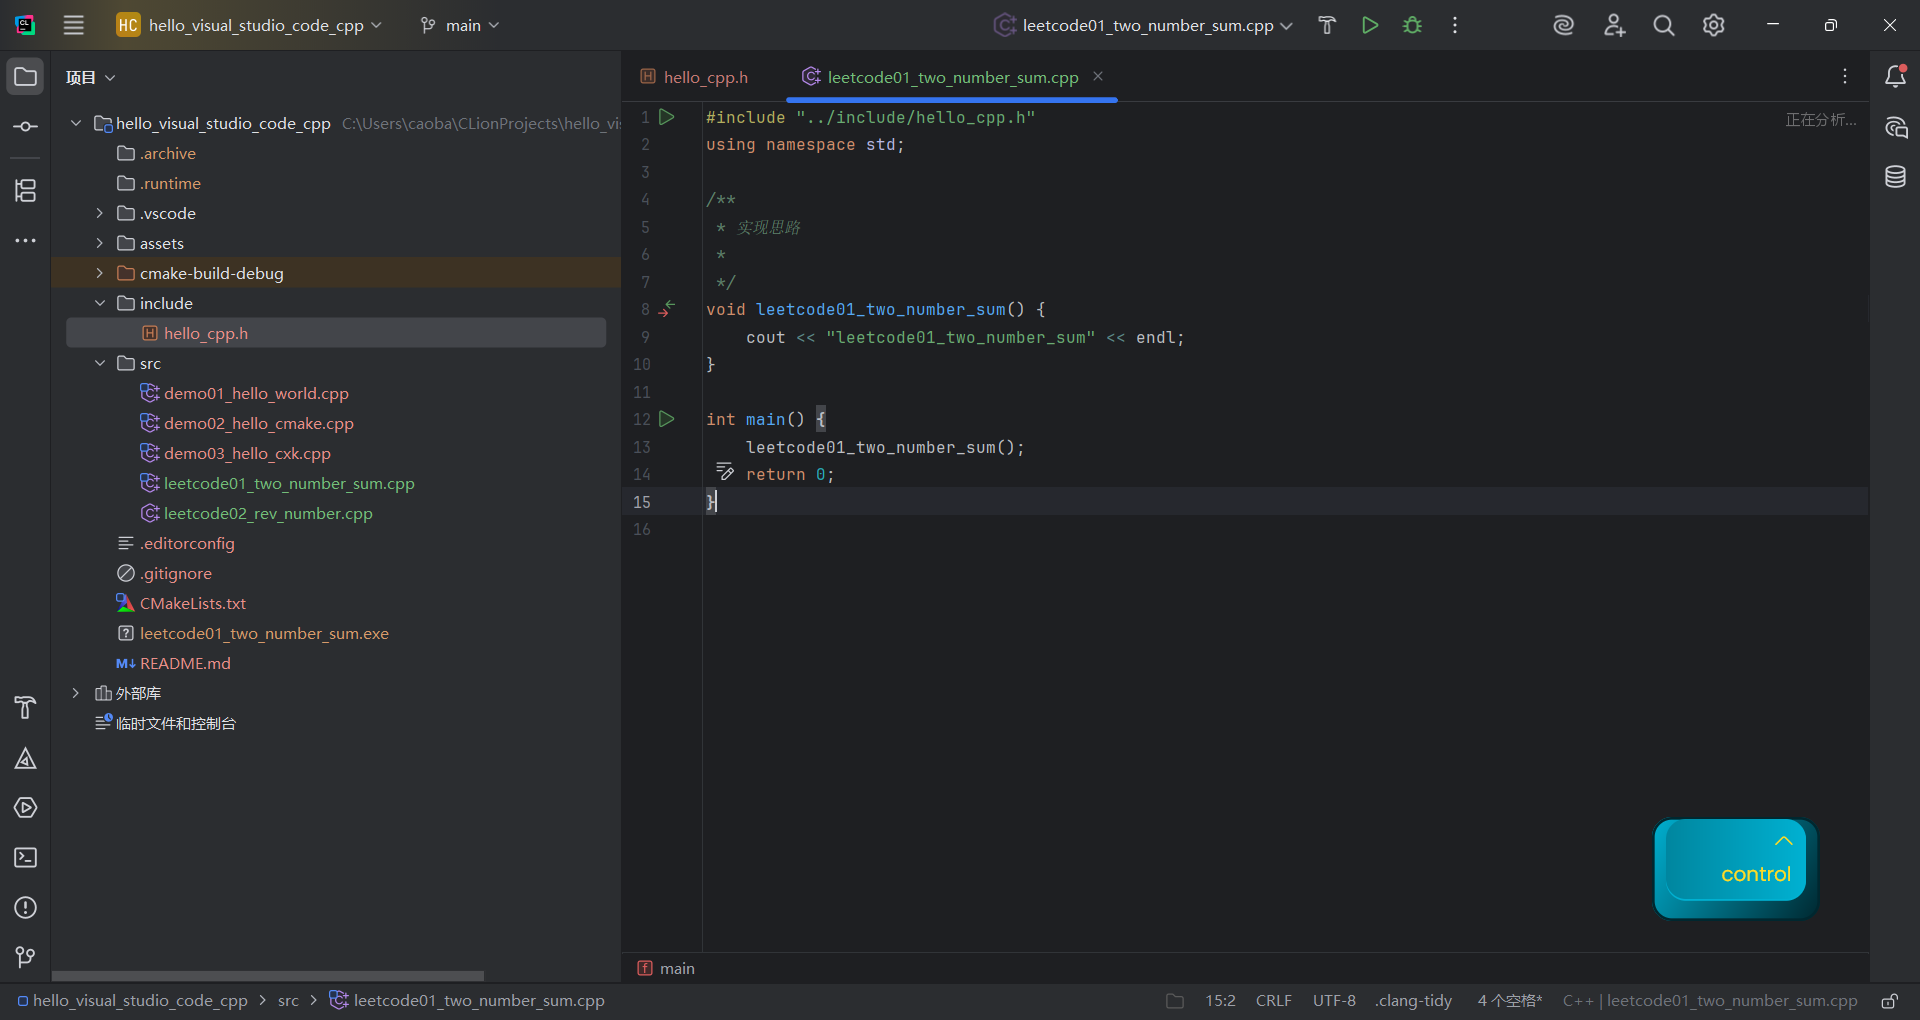 HC hello_visual_studio_code_cpp main leetcode01_two_number_sum.cpp
项目
hello_visual_studio_code_cpp C:\Users\caoba\CLionProjects\hello_vi
.archive
.runtime
.vscode
assets
cmake-build-debug
include
hello_cpp.h
src
demo01_hello_world.cpp
demo02_hello_cmake.cpp
demo03_hello_cxk.cpp
leetcode01_two_number_sum.cpp
leetcode02_rev_number.cpp
.editorconfig
.gitignore
CMakeLists.txt
leetcode01_two_number_sum.exe
README.md
外部库
临时文件和控制台
hello_cpp.h leetcode01_two_number_sum.cpp
1 #include "../include/hello_cpp.h"
正在分析...
2 using namespace std;
3
4 /**
5  * 实现思路
6  *
7  */
8 void leetcode01_two_number_sum() {
9     cout << "leetcode01_two_number_sum" << endl;
10 }
11
12 int main() {
13     leetcode01_two_number_sum();
14     return 0;
15 }
16
control
main
hello_visual_studio_code_cpp > src > leetcode01_two_number_sum.cpp
15:2 CRLF UTF-8 .clang-tidy 4 个空格* C++ | leetcode01_two_number_sum.cpp